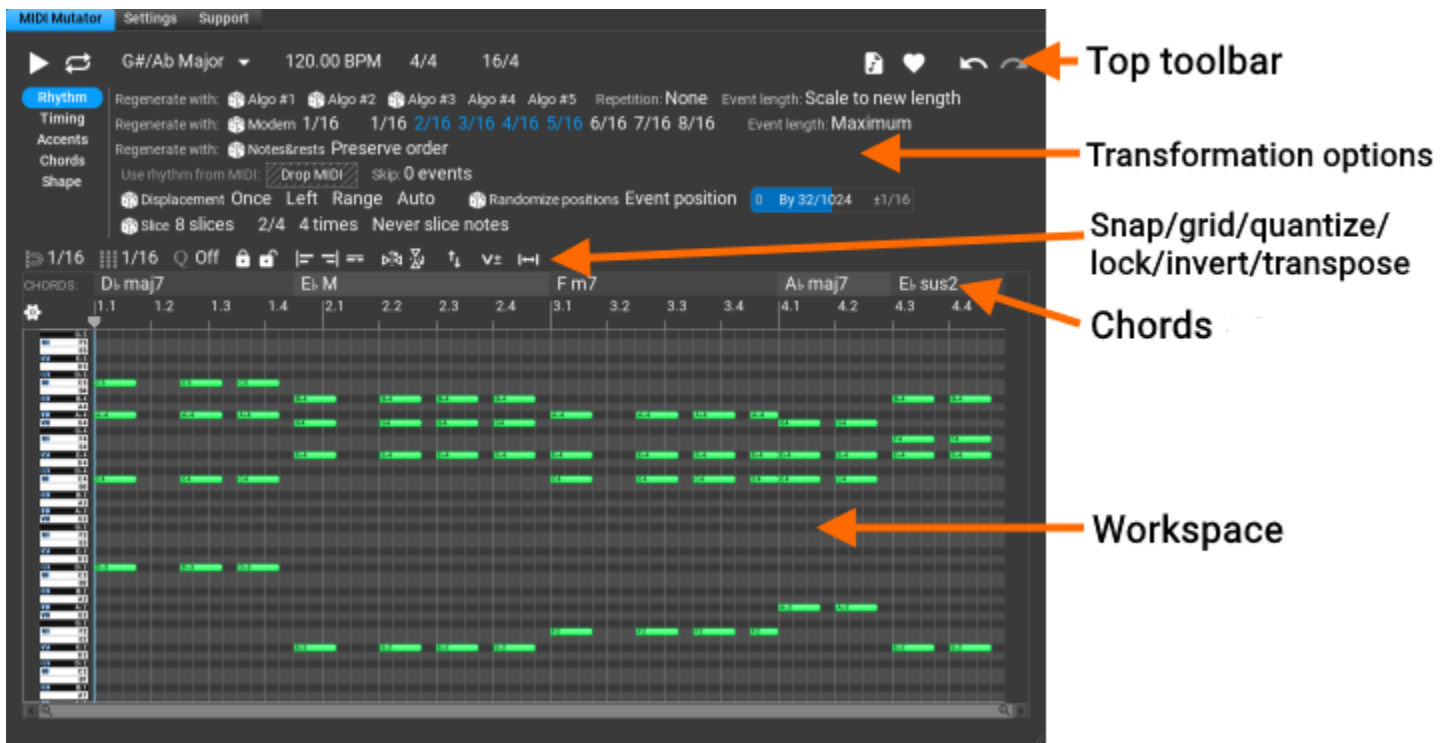 MIDI Mutator Settings Support
G#/Ab Major 120.00 BPM 4/4 16/4
Top toolbar
Rhythm
Timing
Accents
Chords
Shape
Regenerate with: Algo #1 Algo #2 Algo #3 Algo #4 Algo #5 Repetition: None Event length: Scale to new length
Regenerate with: Modern 1/16 1/16 2/16 3/16 4/16 5/16 6/16 7/16 8/16 Event length: Maximum
Regenerate with: Notes&rests Preserve order
Use rhythm from MIDI: Drop MIDI Skip: 0 events
Displacement Once Left Range Auto Randomize positions Event position 0 By 32/1024 ±1/16
Slice 8 slices 2/4 4 times Never slice notes
Transformation options
1/16 1/16 Q Off V±
Snap/grid/quantize/
lock/invert/transpose
CHORDS: D♭ maj7 E♭ M F m7 A♭ maj7 E♭ sus2
Chords
1.1 1.2 1.3 1.4 2.1 2.2 2.3 2.4 3.1 3.2 3.3 3.4 4.1 4.2 4.3 4.4
Workspace